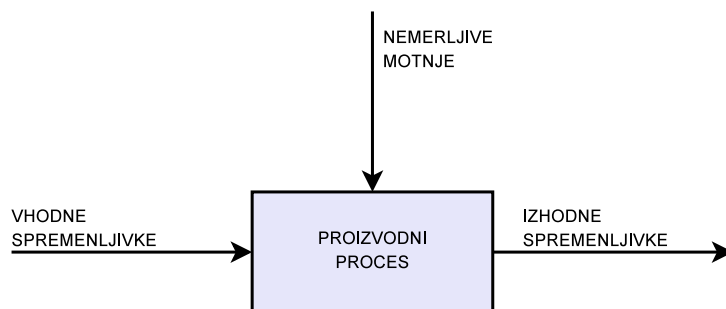 NEMERLJIVE
MOTNJE
VHODNE
SPREMENLJIVKE
PROIZVODNI
PROCES
IZHODNE
SPREMENLJIVKE